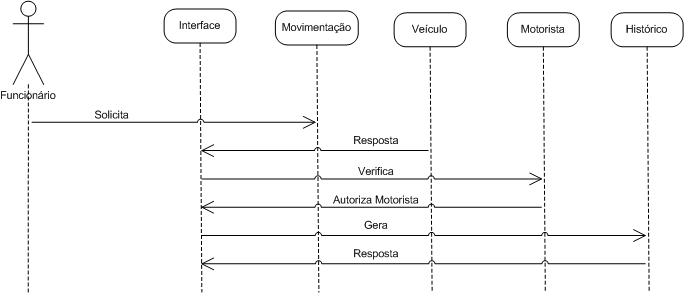 Interface
Movimentação
Veículo
Motorista
Histórico
Funcionário
Solicita
Resposta
Verifica
Autoriza Motorista
Gera
Resposta